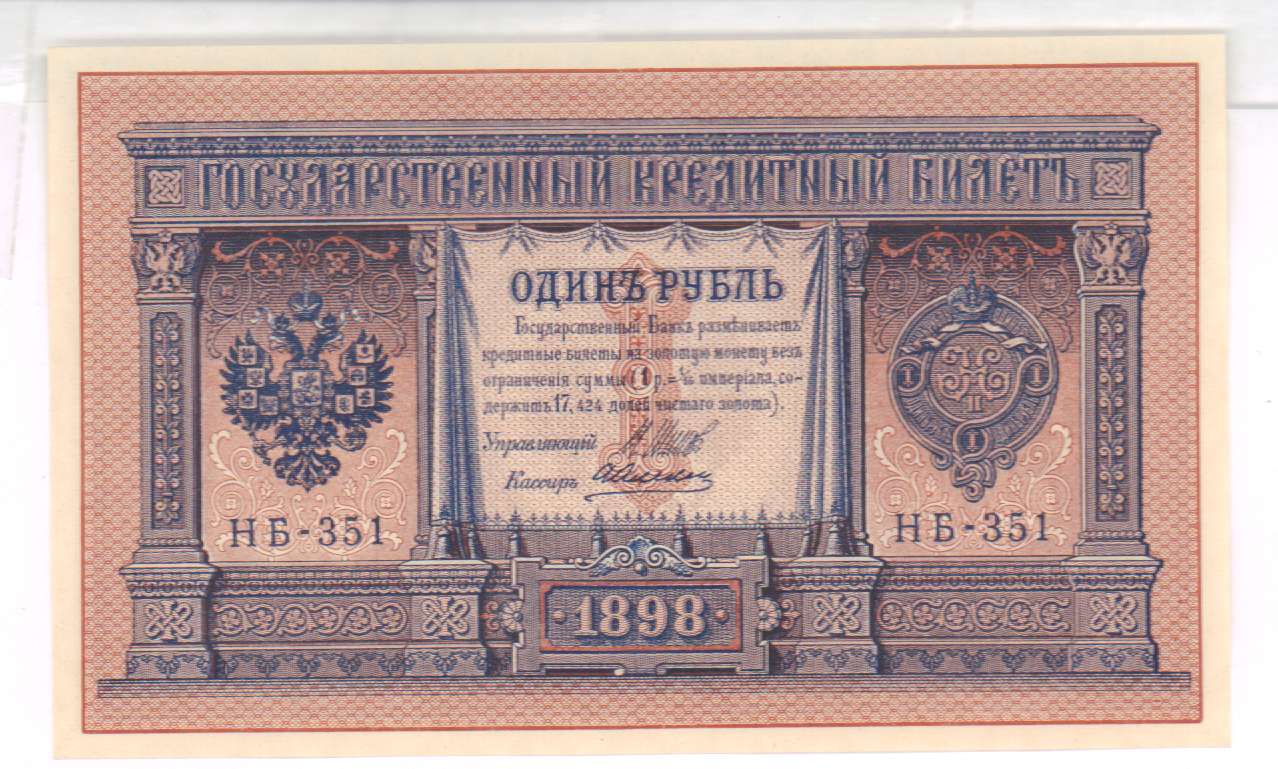 ГОСУДАРСТВЕННЫЙ КРЕДИТНЫЙ БИЛЕТЪ
ОДИНЪ РУБЛЬ
Государственный Банкъ размѣниваетъ
кредитные билеты на золотую монету безъ
ограниченія суммы (1 р. = 1/15 имперіала, со-
держитъ 17,424 долей чистаго золота).
Управляющій
Кассиръ
НБ-351
НБ-351
I
I
I
1898